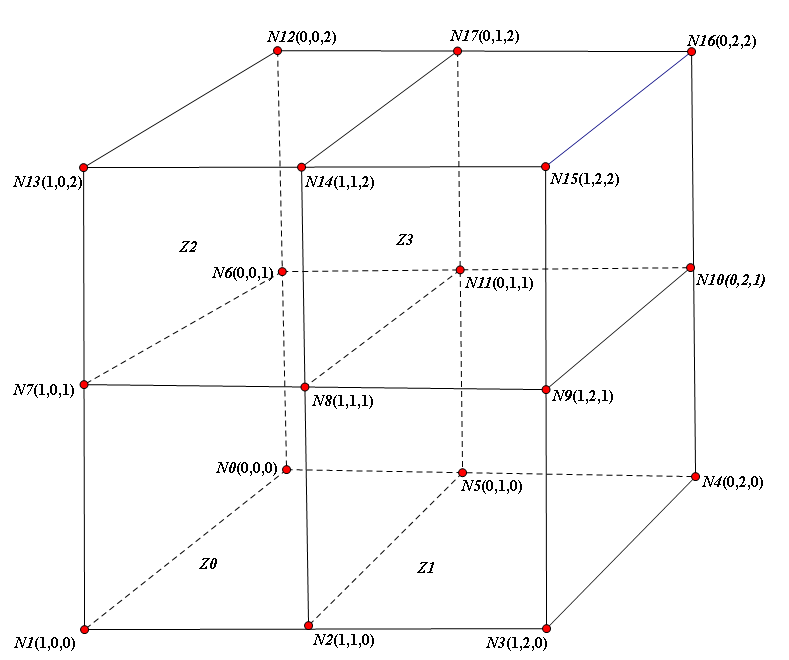 N12(0,0,2)
N17(0,1,2)
N16(0,2,2)
N13(1,0,2)
N14(1,1,2)
N15(1,2,2)
Z2
Z3
N6(0,0,1)
N11(0,1,1)
N10(0,2,1)
N7(1,0,1)
N8(1,1,1)
N9(1,2,1)
N0(0,0,0)
N5(0,1,0)
N4(0,2,0)
Z0
Z1
N1(1,0,0)
N2(1,1,0)
N3(1,2,0)